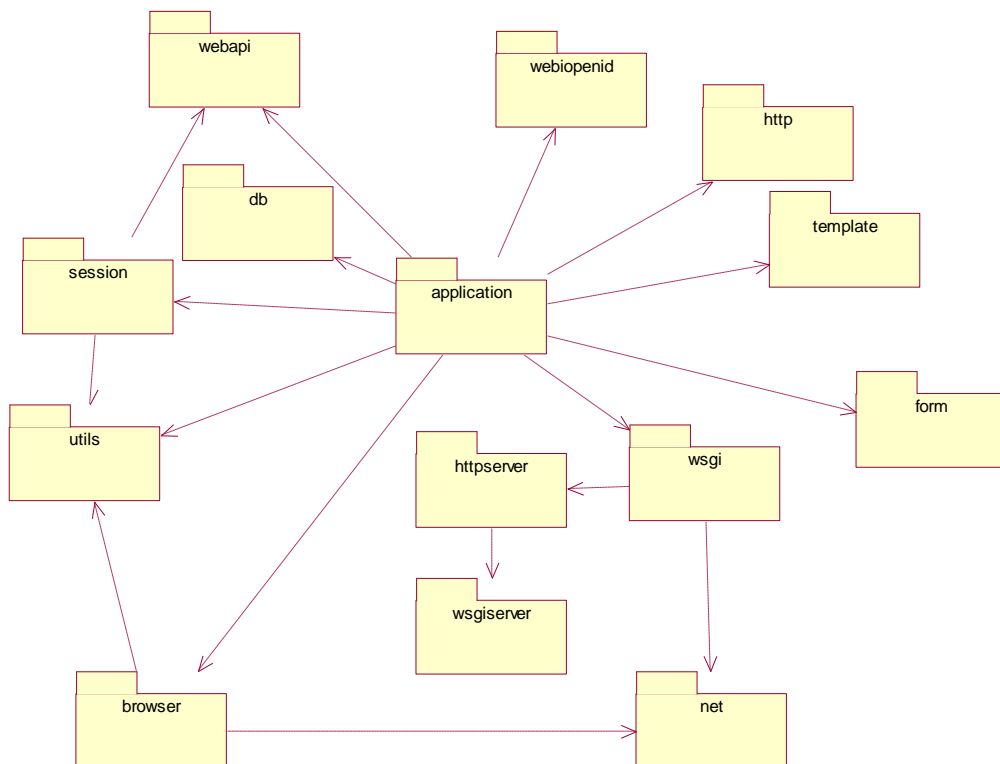 webapi
webiopenid
http
db
template
session
application
form
utils
httpserver
wsgi
wsgiserver
browser
net